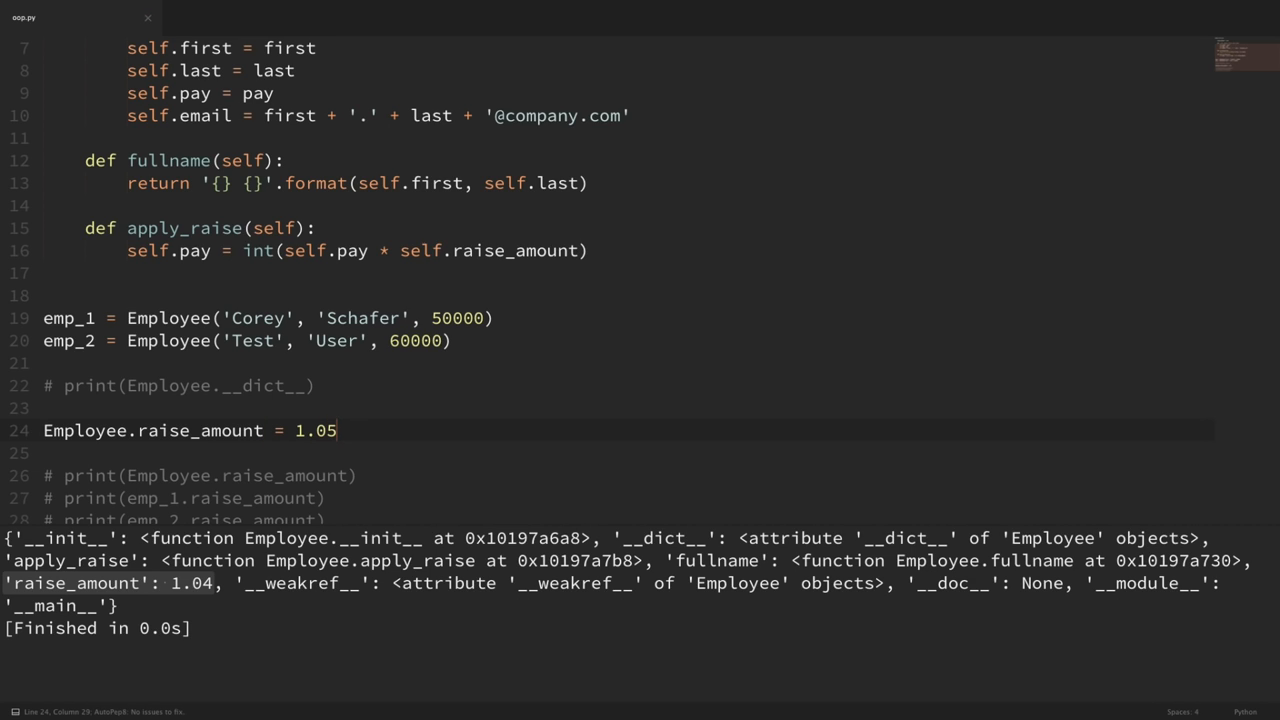 oop.py ×
7 self.first = first
8 self.last = last
9 self.pay = pay
10 self.email = first + '.' + last + '@company.com'
11
12 def fullname(self):
13 return '{} {}'.format(self.first, self.last)
14
15 def apply_raise(self):
16 self.pay = int(self.pay * self.raise_amount)
17
18
19 emp_1 = Employee('Corey', 'Schafer', 50000)
20 emp_2 = Employee('Test', 'User', 60000)
21
22 # print(Employee.__dict__)
23
24 Employee.raise_amount = 1.05
25
26 # print(Employee.raise_amount)
27 # print(emp_1.raise_amount)
28 # print(emp_2.raise_amount)
{'__init__': <function Employee.__init__ at 0x10197a6a8>, '__dict__': <attribute '__dict__' of 'Employee' objects>,
'apply_raise': <function Employee.apply_raise at 0x10197a7b8>, 'fullname': <function Employee.fullname at 0x10197a730>,
'raise_amount': 1.04, '__weakref__': <attribute '__weakref__' of 'Employee' objects>, '__doc__': None, '__module__':
'__main__'}
[Finished in 0.0s]
Line 24, Column 29; AutoPep8: No issues to fix. Spaces: 4 Python